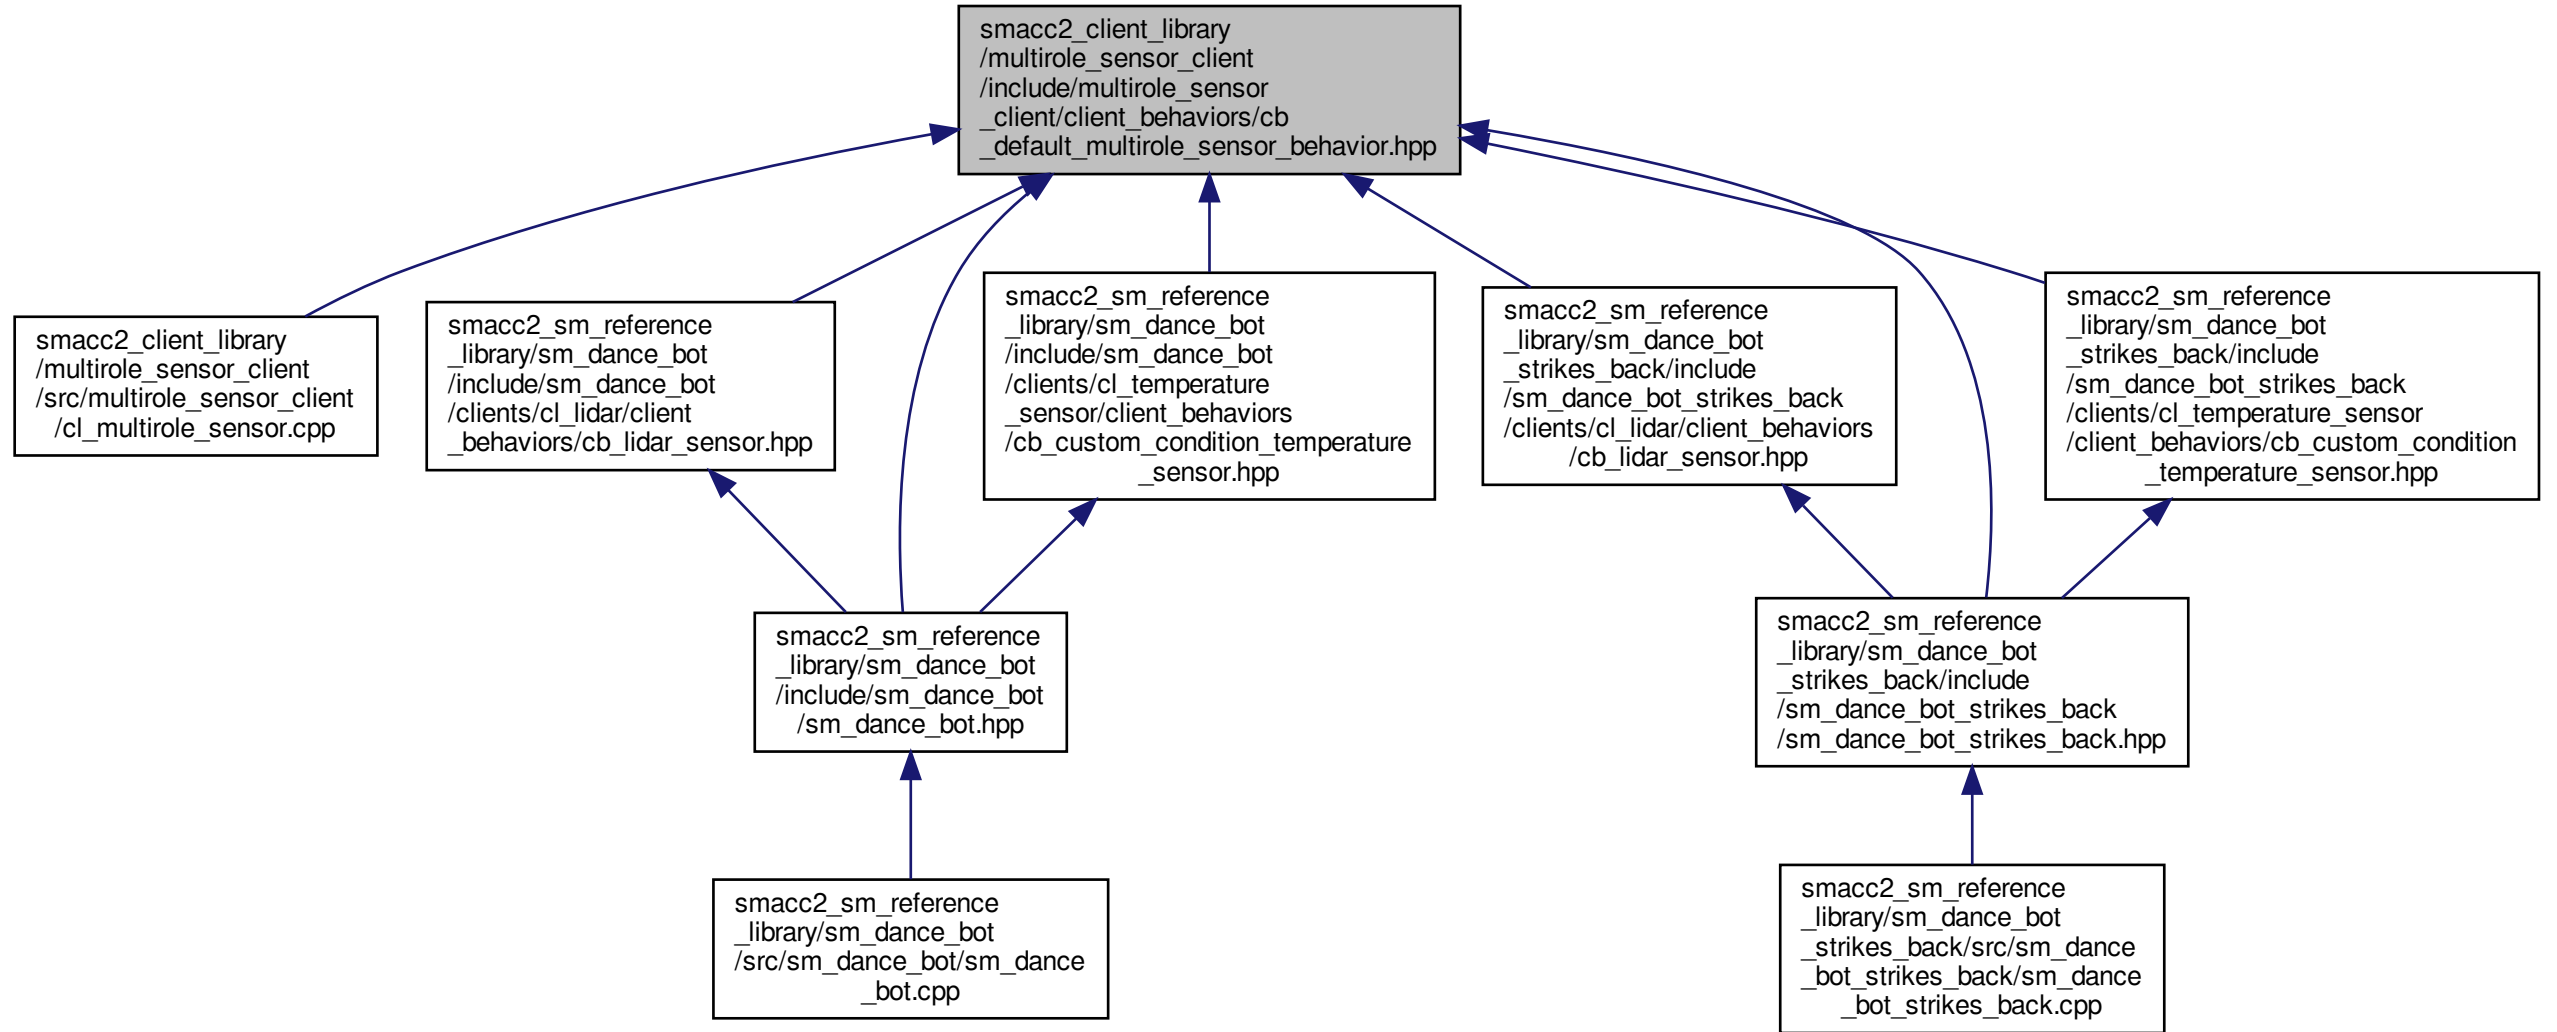 smacc2_client_library
/multirole_sensor_client
/include/multirole_sensor
_client/client_behaviors/cb
_default_multirole_sensor_behavior.hpp
smacc2_client_library
/multirole_sensor_client
/src/multirole_sensor_client
/cl_multirole_sensor.cpp
smacc2_sm_reference
_library/sm_dance_bot
/include/sm_dance_bot
/clients/cl_lidar/client
_behaviors/cb_lidar_sensor.hpp
smacc2_sm_reference
_library/sm_dance_bot
/include/sm_dance_bot
/clients/cl_temperature
_sensor/client_behaviors
/cb_custom_condition_temperature
_sensor.hpp
smacc2_sm_reference
_library/sm_dance_bot
_strikes_back/include
/sm_dance_bot_strikes_back
/clients/cl_lidar/client_behaviors
/cb_lidar_sensor.hpp
smacc2_sm_reference
_library/sm_dance_bot
_strikes_back/include
/sm_dance_bot_strikes_back
/clients/cl_temperature_sensor
/client_behaviors/cb_custom_condition
_temperature_sensor.hpp
smacc2_sm_reference
_library/sm_dance_bot
/include/sm_dance_bot
/sm_dance_bot.hpp
smacc2_sm_reference
_library/sm_dance_bot
_strikes_back/include
/sm_dance_bot_strikes_back
/sm_dance_bot_strikes_back.hpp
smacc2_sm_reference
_library/sm_dance_bot
/src/sm_dance_bot/sm_dance
_bot.cpp
smacc2_sm_reference
_library/sm_dance_bot
_strikes_back/src/sm_dance
_bot_strikes_back/sm_dance
_bot_strikes_back.cpp